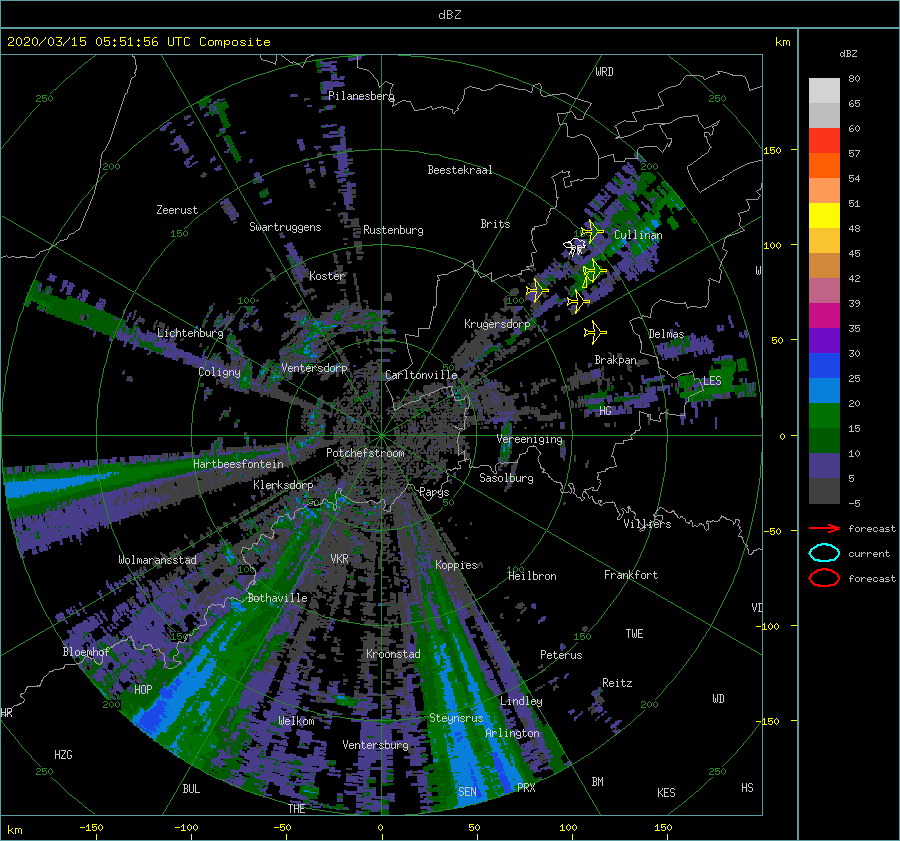 dBZ
2020/03/15 05:51:56 UTC Composite
km
dBZ
WRD
250
250
80
Pilanesberg
65
60
150
200
200
57
Beestekraal
54
Zeerust
51
Swartruggens
Brits
150
Rustenburg
Cullinan
48
100
45
Koster
W
42
100
100
39
Krugersdorp
35
Lichtenburg
Delmas
50
30
Ventersdorp
Brakpan
Coligny
Carltonville
LES
25
HG
20
0
Vereeniging
15
Potchefstroom
Hartbeesfontein
10
Klerksdorp
Sasolburg
5
Parys
50
50
-5
Villiers
-50
forecast
Wolmaransstad
VKR
Koppies
current
100
100
Heilbron
Frankfort
forecast
Bothaville
VD
-100
150
150
TWE
Bloemhof
Kroonstad
Peterus
HOP
Reitz
HR
200
Lindley
200
WD
Welkom
Steynsrus
-150
Arlington
HZG
Ventersburg
250
250
BUL
SEN
PRX
BM
KES
HS
THE
km
-150
-100
-50
0
50
100
150